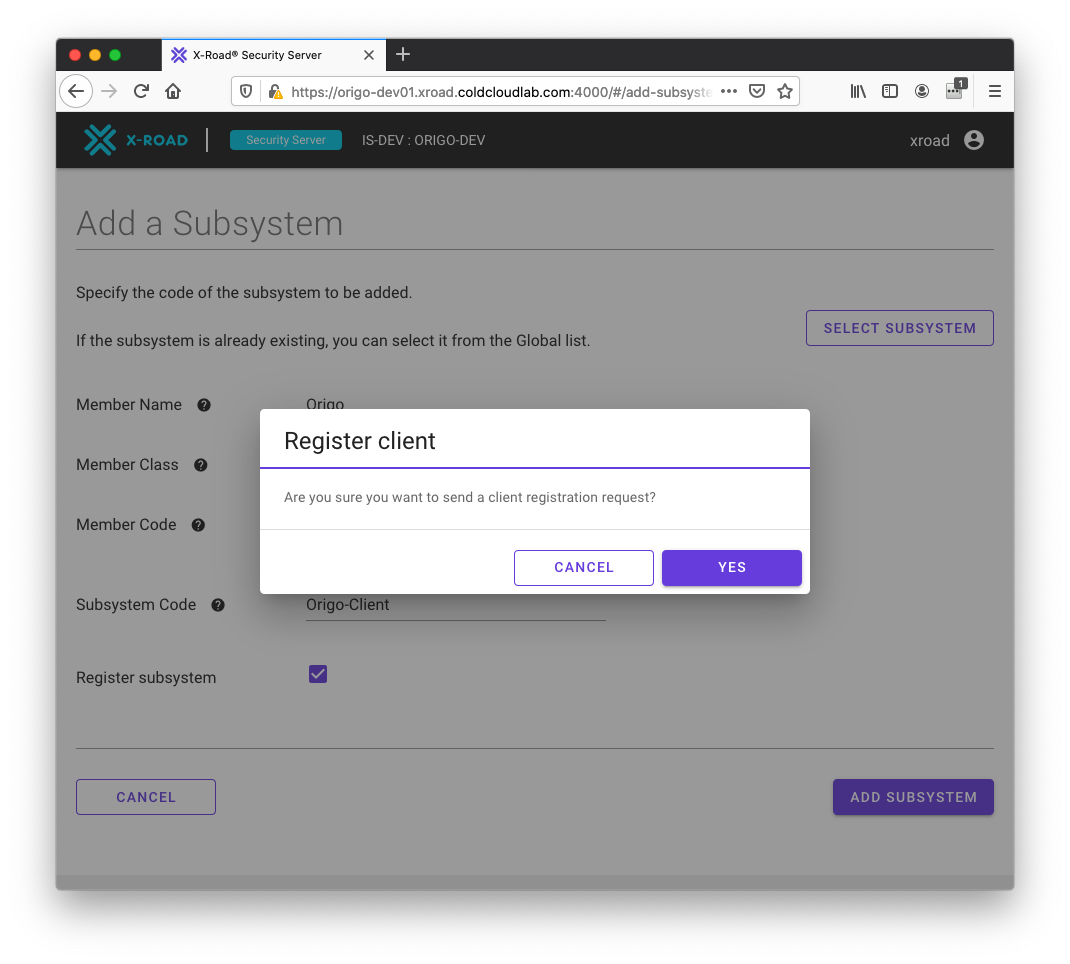 X-Road® Security Server
https://origo-dev01.xroad.coldcloudlab.com:4000/#/add-subsyste
1
X-ROAD
Security Server
IS-DEV : ORIGO-DEV
xroad
Add a Subsystem
Specify the code of the subsystem to be added.
SELECT SUBSYSTEM
If the subsystem is already existing, you can select it from the Global list.
Member Name
Origo
Register client
Member Class
Are you sure you want to send a client registration request?
Member Code
CANCEL
YES
Subsystem Code
Origo-Client
Register subsystem
CANCEL
ADD SUBSYSTEM